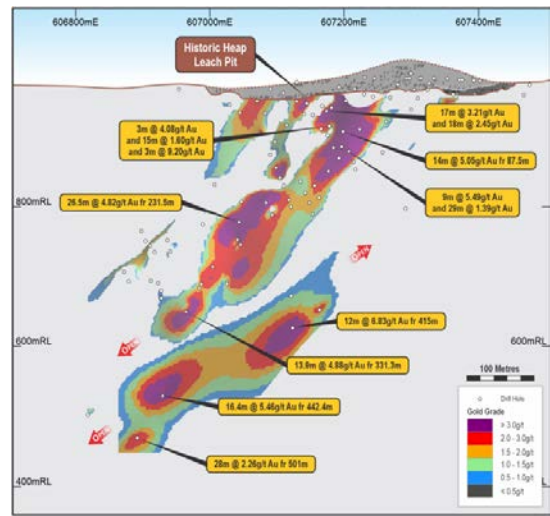 606800mE
607000mE
607200mE
607400mE
Historic Heap
Leach Pit
3m @ 4.08g/t Au
and 15m @ 1.60g/t Au
and 3m @ 9.20g/t Au
17m @ 3.21g/t Au
and 18m @ 2.45g/t Au
14m @ 5.05g/t Au fr 87.5m
9m @ 5.49g/t Au
and 29m @ 1.39g/t Au
800mRL
26.5m @ 4.82g/t Au fr 231.5m
OPEN
12m @ 6.83g/t Au fr 415m
600mRL
600mRL
OPEN
13.8m @ 4.88g/t Au fr 331.3m
100 Metres
16.4m @ 5.46g/t Au fr 442.4m
OPEN
28m @ 2.26g/t Au fr 501m
400mRL
Drill Hole
Gold Grade
> 3.0g/t
2.0 - 3.0g/t
1.5 - 2.0g/t
1.0 - 1.5g/t
0.5 - 1.0g/t
< 0.5g/t